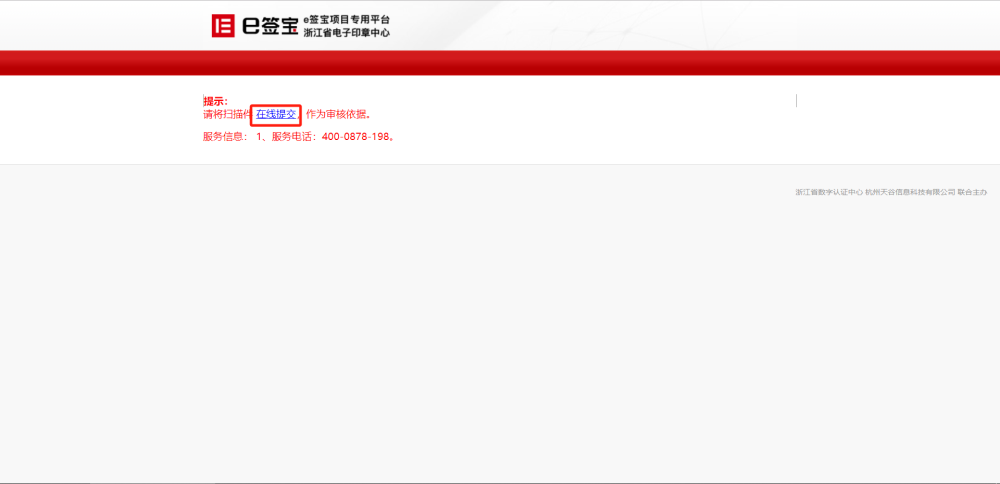 e签宝 e签宝项目专用平台
浙江省电子印章中心
提示：
请将扫描件 在线提交，作为审核依据。
服务信息： 1、服务电话：400-0878-198。
浙江省数字认证中心 杭州天谷信息科技有限公司 联合主办